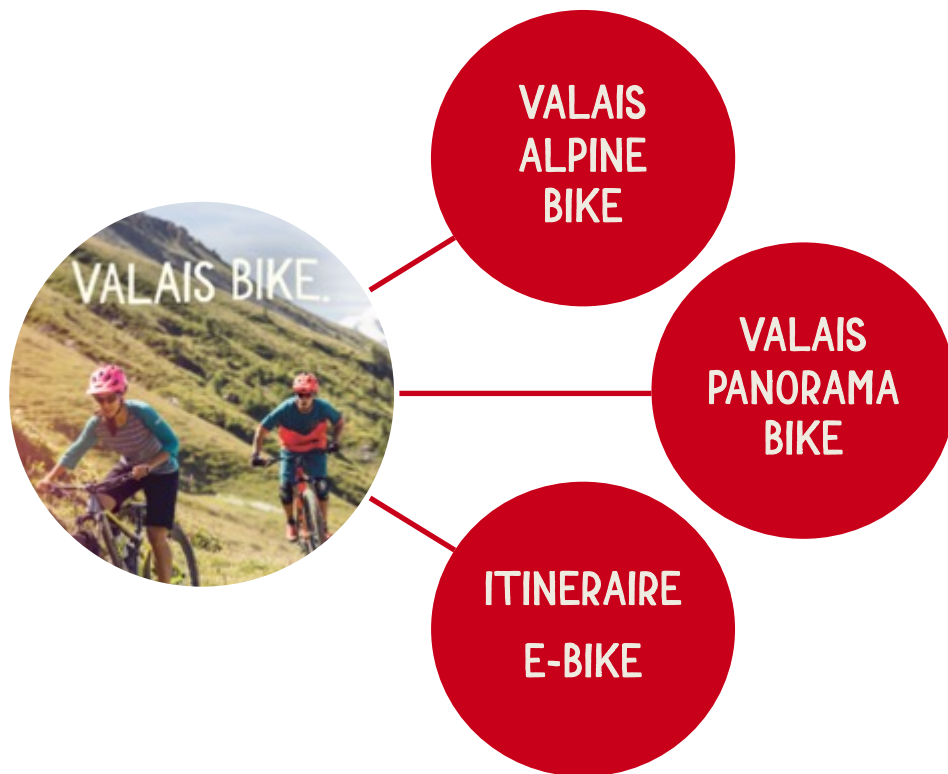 VALAIS BIKE.
VALAIS
ALPINE
BIKE
VALAIS
PANORAMA
BIKE
ITINERAIRE
E-BIKE